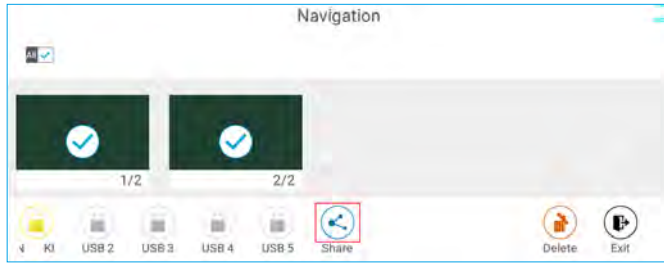 Navigation
All
1/2 2/2
USB 2 USB 3 USB 4 USB 5 Share Delete Exit